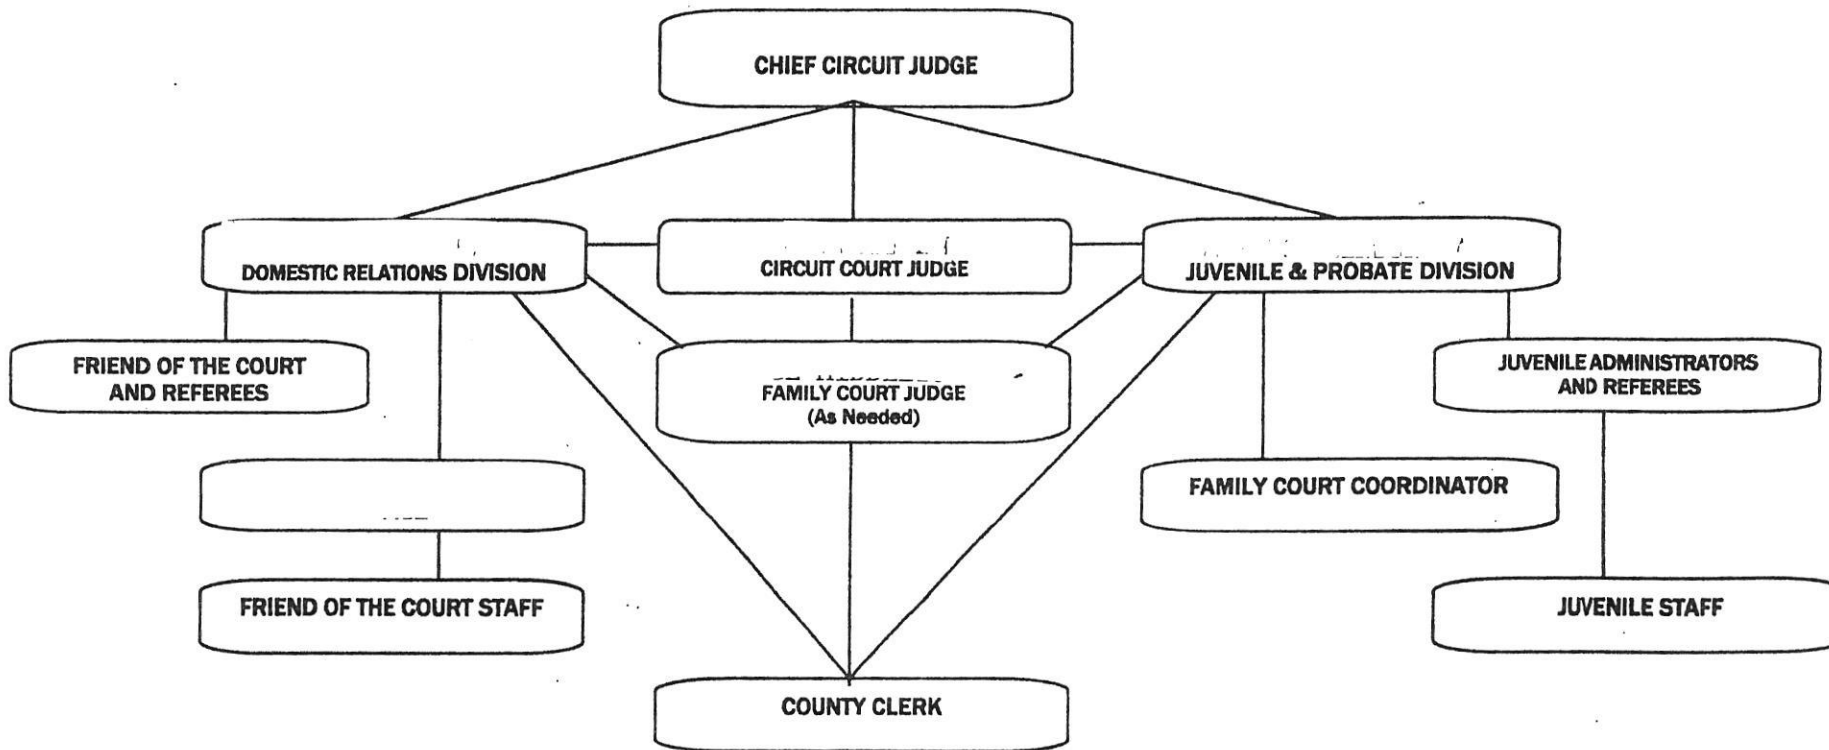 CHIEF CIRCUIT JUDGE
DOMESTIC RELATIONS DIVISION
CIRCUIT COURT JUDGE
JUVENILE & PROBATE DIVISION
FRIEND OF THE COURT
AND REFEREES
FAMILY COURT JUDGE
(As Needed)
JUVENILE ADMINISTRATORS
AND REFEREES
FAMILY COURT COORDINATOR
FRIEND OF THE COURT STAFF
JUVENILE STAFF
COUNTY CLERK